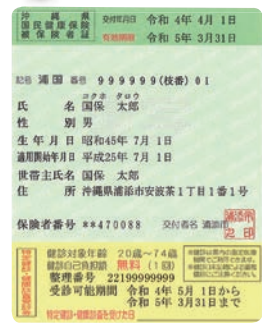 沖縄県
国民健康保険
被保険者証
交付年月日 令和 4年 4月 1日
有効期限 令和 5年 3月31日
記号 浦国 番号 999999(枝番) 01
コクホ タロウ
氏 名 国保 太郎
性 別 男
生年月日 昭和45年 7月 1日
適用開始年月日 平成25年 7月 1日
世帯主氏名 国保 太郎
住 所 沖縄県浦添市安波茶1丁目1番1号
保険者番号 **470088 交付者名 浦添市
健診対象年齢 20歳~74歳
健診自己負担額 無料 (1回)
整理番号 22199999999
受診可能期間 令和 4年 5月 1日から
令和 5年 3月31日まで
特定健診・健康診査を受けた日